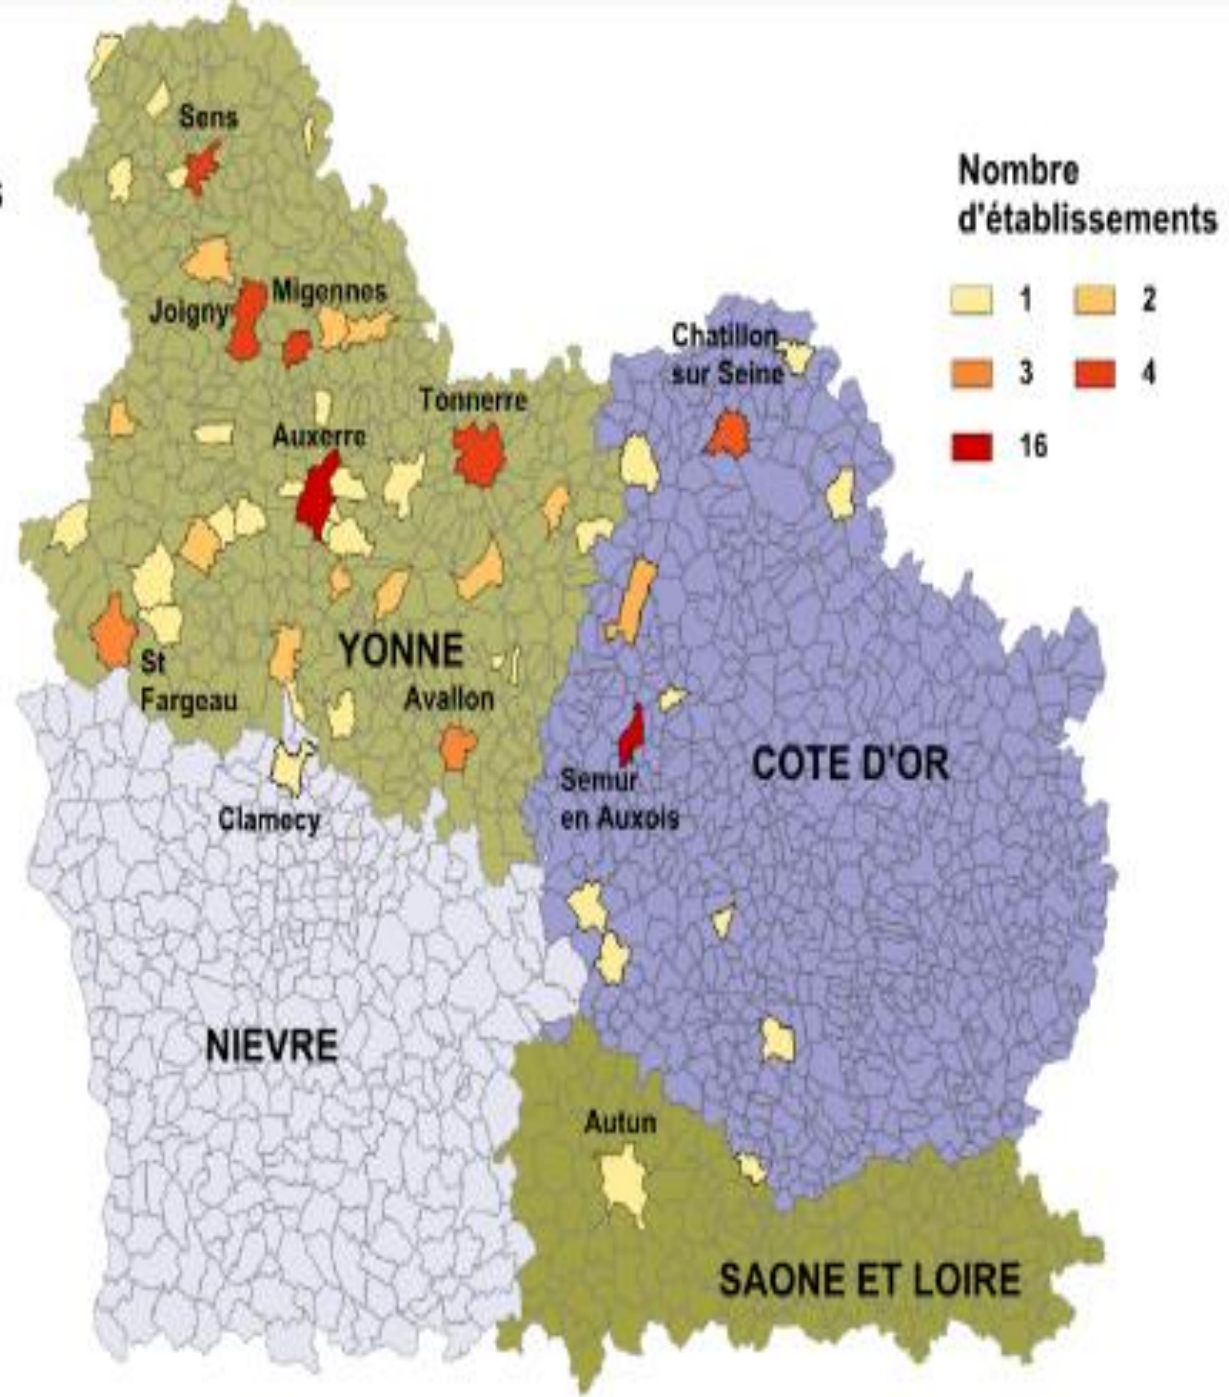 Sens
Nombre
d'établissements
Joigny
Migennes
1
2
3
4
16
Chatillon
sur Seine
Tonnerre
Auxerre
YONNE
St
Fargeau
Avallon
COTE D'OR
Semur
en Auxois
Clamecy
NIEVRE
Autun
SAONE ET LOIRE